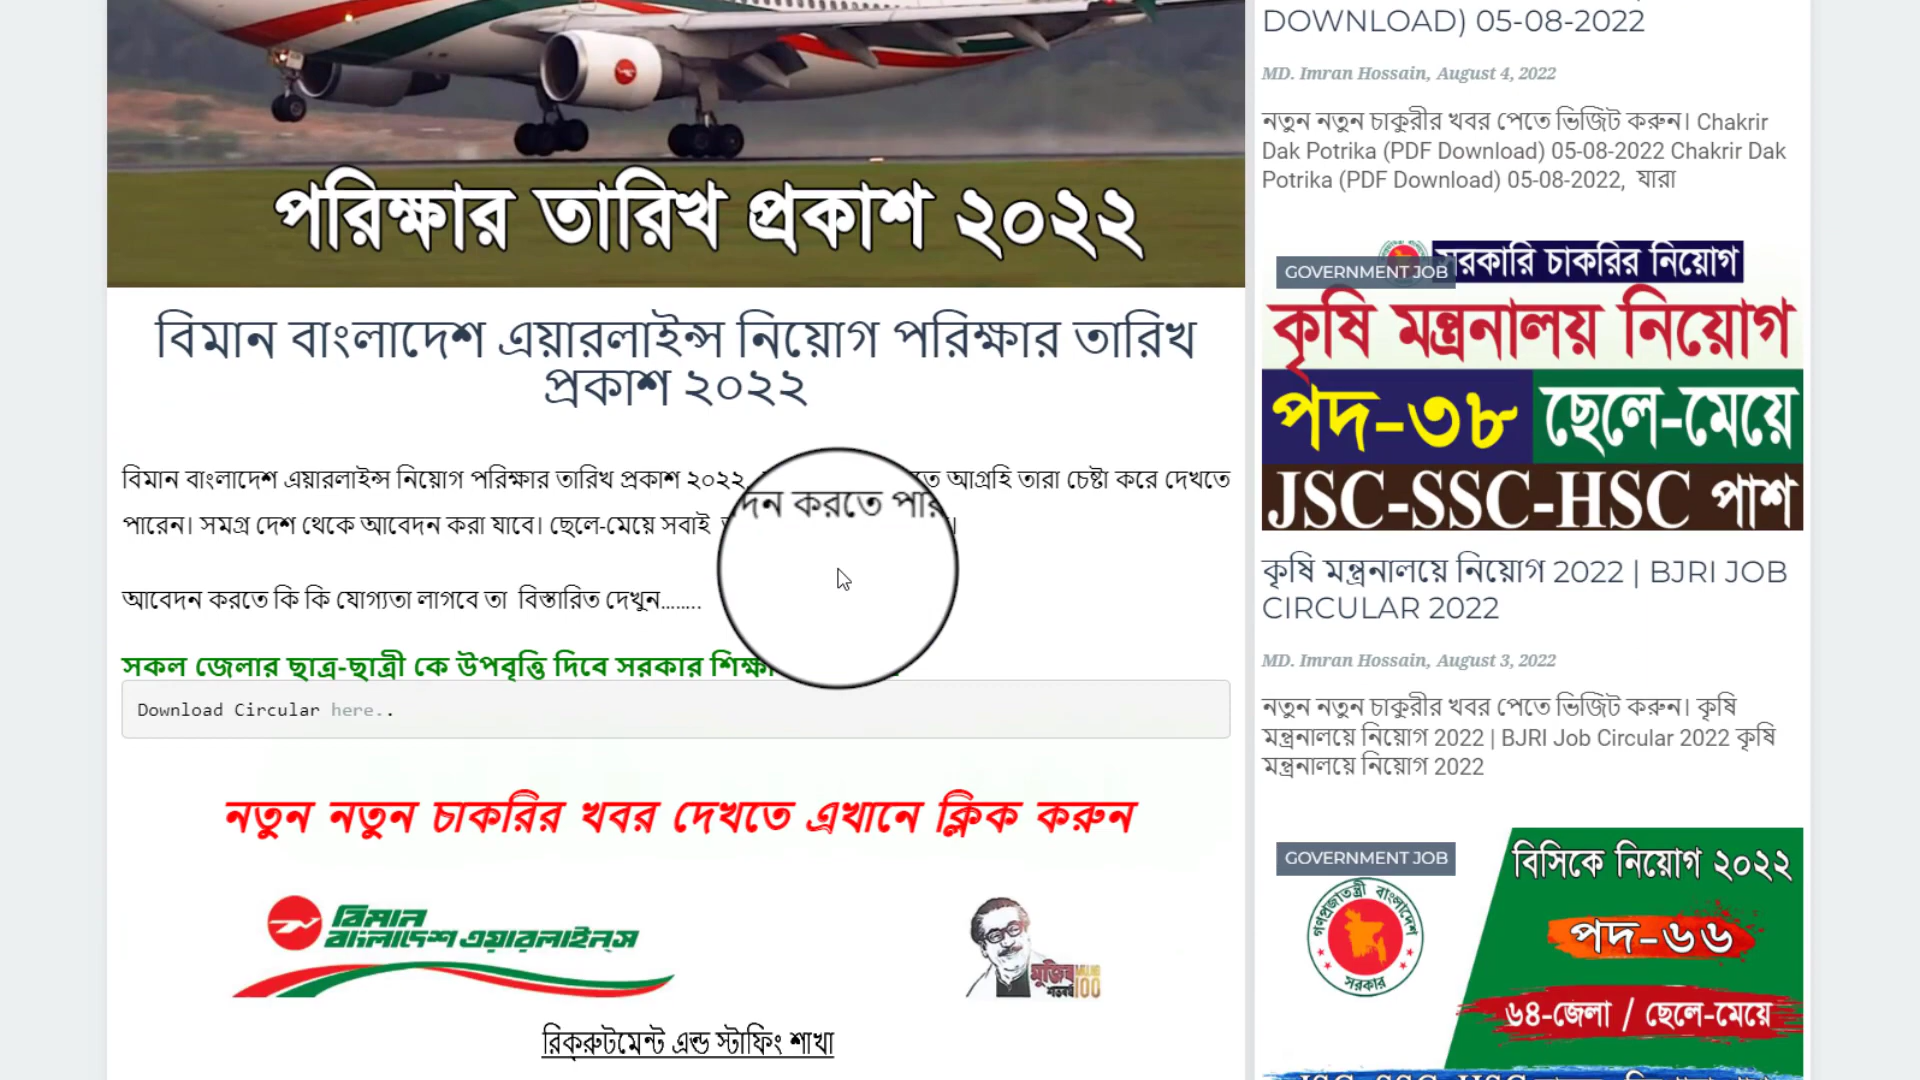 পরিক্ষার তারিখ প্রকাশ ২০২২
বিমান বাংলাদেশ এয়ারলাইন্স নিয়োগ পরিক্ষার তারিখ
প্রকাশ ২০২২
বিমান বাংলাদেশ এয়ারলাইন্স নিয়োগ পরিক্ষার তারিখ প্রকাশ ২০২২ আগ্রহি তারা চেষ্টা করে দেখতে
পারেন। সমগ্র দেশ থেকে আবেদন করা যাবে। ছেলে-মেয়ে সবাই
করতে
আবেদন করতে কি কি যোগ্যতা লাগবে তা বিস্তারিত দেখুন........
সকল জেলার ছাত্র-ছাত্রী কে উপবৃত্তি দিবে সরকার
Download Circular here..
নতুন নতুন চাকরির খবর দেখতে এখানে ক্লিক করুন
বিমান
বাংলাদেশ এয়ারলাইন্স
মুজিব
শতবর্ষ 100
রিক্রুটমেন্ট এন্ড স্টাফিং শাখা
DOWNLOAD) 05-08-2022
MD. Imran Hossain, August 4, 2022
নতুন নতুন চাকুরীর খবর পেতে ভিজিট করুন। Chakrir
Dak Potrika (PDF Download) 05-08-2022 Chakrir Dak
Potrika (PDF Download) 05-08-2022, যারা
GOVERNMENT JOB
সরকারি চাকরির নিয়োগ
কৃষি মন্ত্রনালয় নিয়োগ
পদ-৩৮ ছেলে-মেয়ে
JSC-SSC-HSC পাশ
কৃষি মন্ত্রনালয়ে নিয়োগ 2022 | BJRI JOB
CIRCULAR 2022
MD. Imran Hossain, August 3, 2022
নতুন নতুন চাকুরীর খবর পেতে ভিজিট করুন। কৃষি
মন্ত্রনালয়ে নিয়োগ 2022 | BJRI Job Circular 2022 কৃষি
মন্ত্রনালয়ে নিয়োগ 2022
GOVERNMENT JOB
বিসিকে নিয়োগ ২০২২
গণপ্রজাতন্ত্রী বাংলাদেশ
সরকার
পদ-৬৬
৬৪-জেলা / ছেলে-মেয়ে